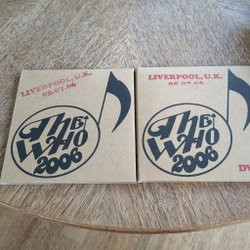 LIVERPOOL, U.K.
05.07.06
THE
WHO
2006
LIVERPOOL, U.K.
05.07.06
THE
WHO
2006
DV